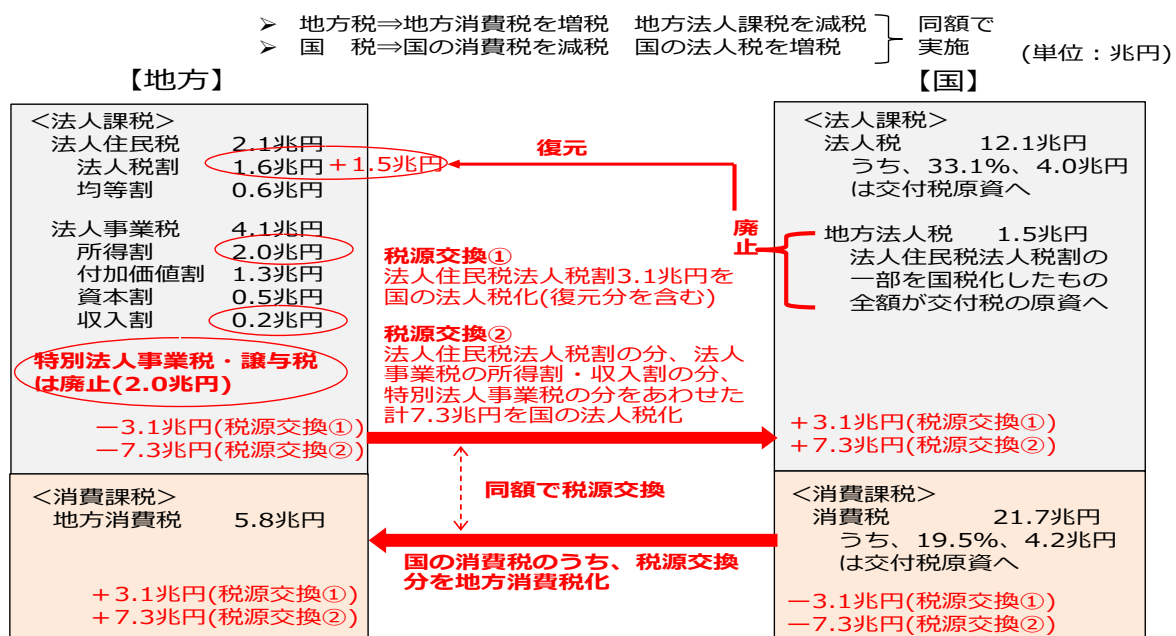 ➢ 地方税⇒地方消費税を増税 地方法人課税を減税
➢ 国 税⇒国の消費税を減税 国の法人税を増税
同額で
実施
(単位：兆円)
【地方】
<法人課税>
法人住民税 2.1兆円
法人税割 1.6兆円+1.5兆円
均等割 0.6兆円
法人事業税 4.1兆円
所得割 2.0兆円
付加価値割 1.3兆円
資本割 0.5兆円
収入割 0.2兆円
特別法人事業税・譲与税
は廃止(2.0兆円)
－3.1兆円(税源交換①)
－7.3兆円(税源交換②)
<消費課税>
地方消費税 5.8兆円
＋3.1兆円(税源交換①)
＋7.3兆円(税源交換②)
復元
廃止
税源交換①
法人住民税法人税割3.1兆円を
国の法人税化(復元分を含む)
税源交換②
法人住民税法人税割の分、法人
事業税の所得割・収入割の分、
特別法人事業税の分をあわせた
計7.3兆円を国の法人税化
同額で税源交換
国の消費税のうち、税源交換
分を地方消費税化
【国】
<法人課税>
法人税 12.1兆円
うち、33.1%、4.0兆円
は交付税原資へ
地方法人税 1.5兆円
法人住民税法人税割の
一部を国税化したもの
全額が交付税の原資へ
＋3.1兆円(税源交換①)
＋7.3兆円(税源交換②)
<消費課税>
消費税 21.7兆円
うち、19.5%、4.2兆円
は交付税原資へ
－3.1兆円(税源交換①)
－7.3兆円(税源交換②)